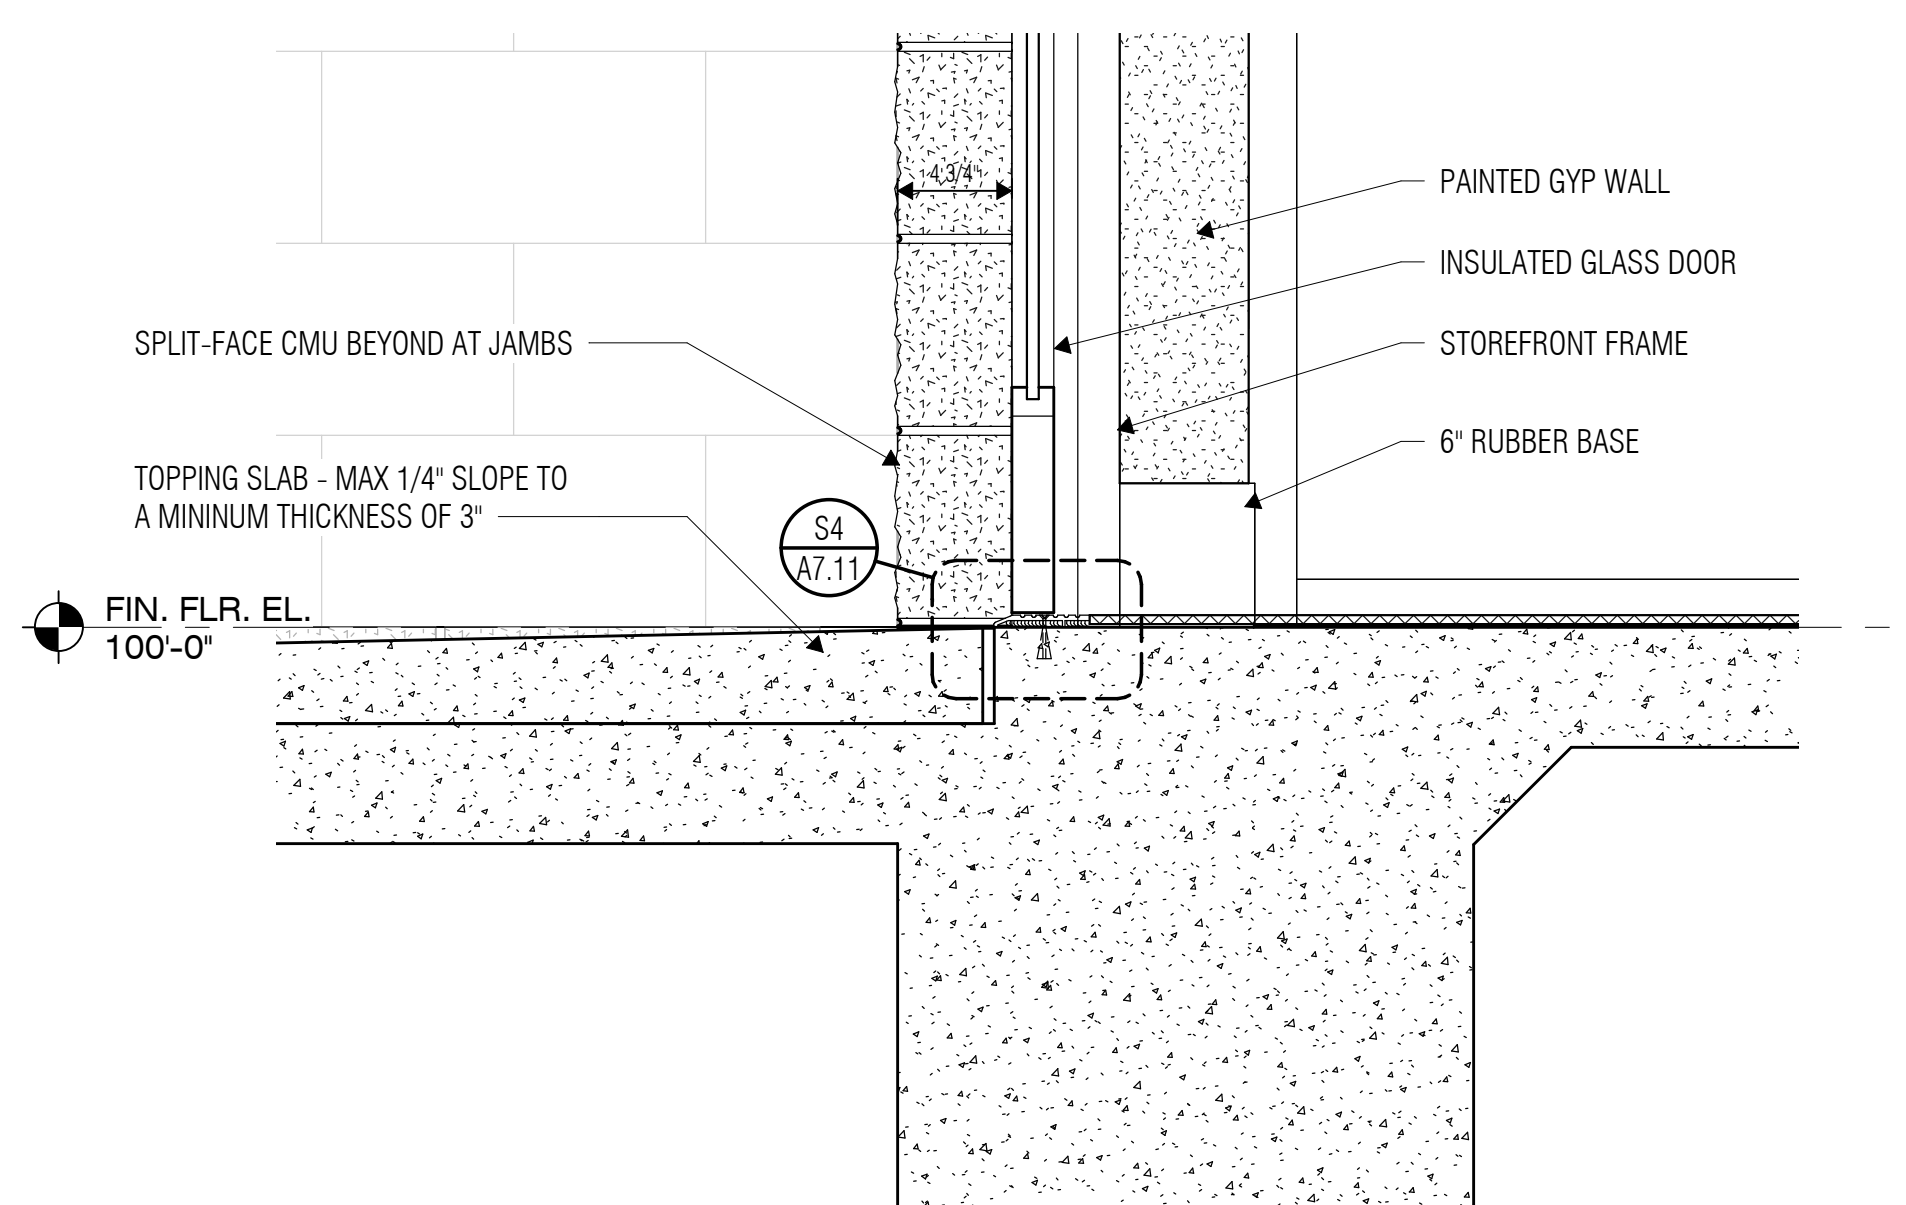 4 3/4"
PAINTED GYP WALL
INSULATED GLASS DOOR
SPLIT-FACE CMU BEYOND AT JAMBS
STOREFRONT FRAME
6" RUBBER BASE
TOPPING SLAB - MAX 1/4" SLOPE TO
A MININUM THICKNESS OF 3"
S4
A7.11
FIN. FLR. EL.
100'-0"